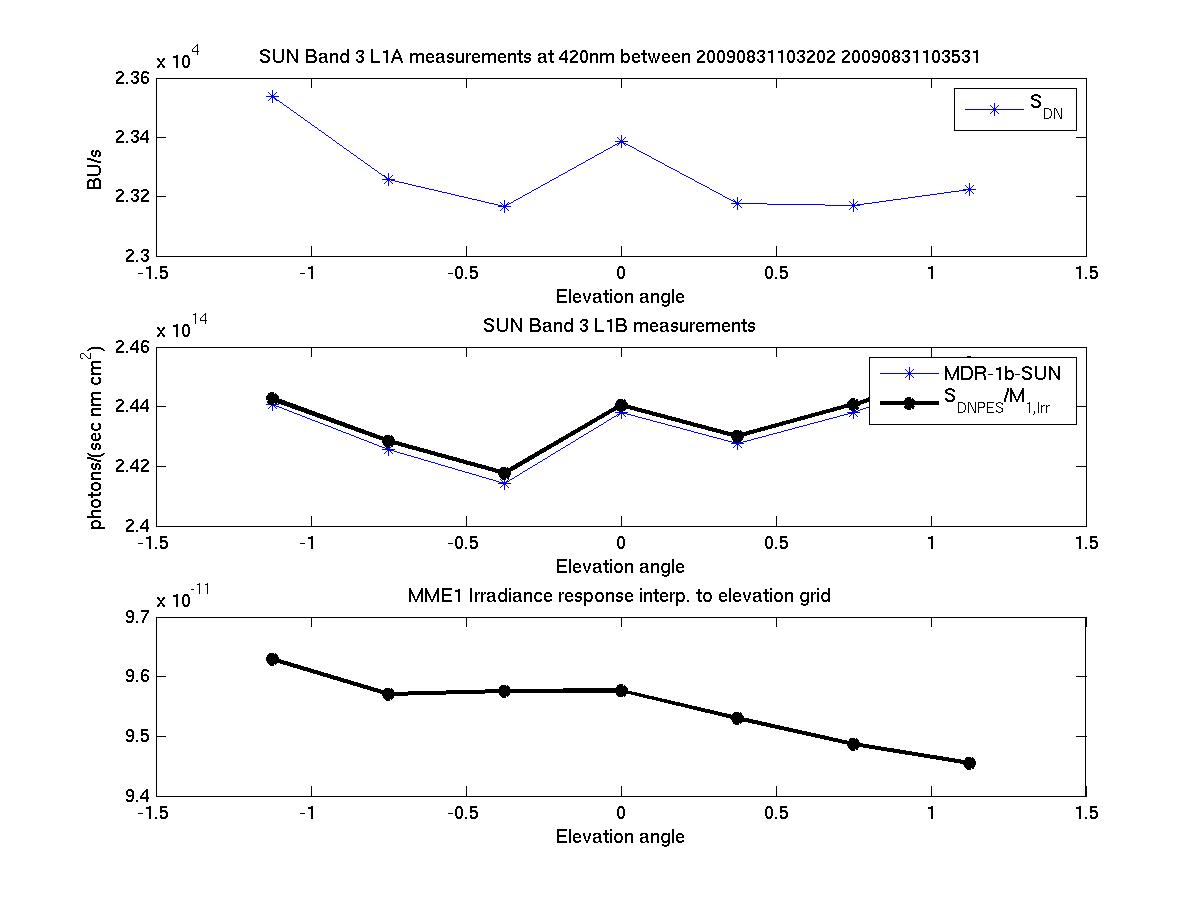 x 10^4
SUN Band 3 L1A measurements at 420nm between 20090831103202 20090831103531
2.36
2.34
2.32
2.3
BU/s
S_DN
-1.5 -1 -0.5 0 0.5 1 1.5
Elevation angle
x 10^14
SUN Band 3 L1B measurements
2.46
2.44
2.42
2.4
photons/(sec nm cm^2)
MDR-1b-SUN
S_DNPES/M_1,Irr
-1.5 -1 -0.5 0 0.5 1 1.5
Elevation angle
x 10^-11
MME1 Irradiance response interp. to elevation grid
9.7
9.6
9.5
9.4
-1.5 -1 -0.5 0 0.5 1 1.5
Elevation angle